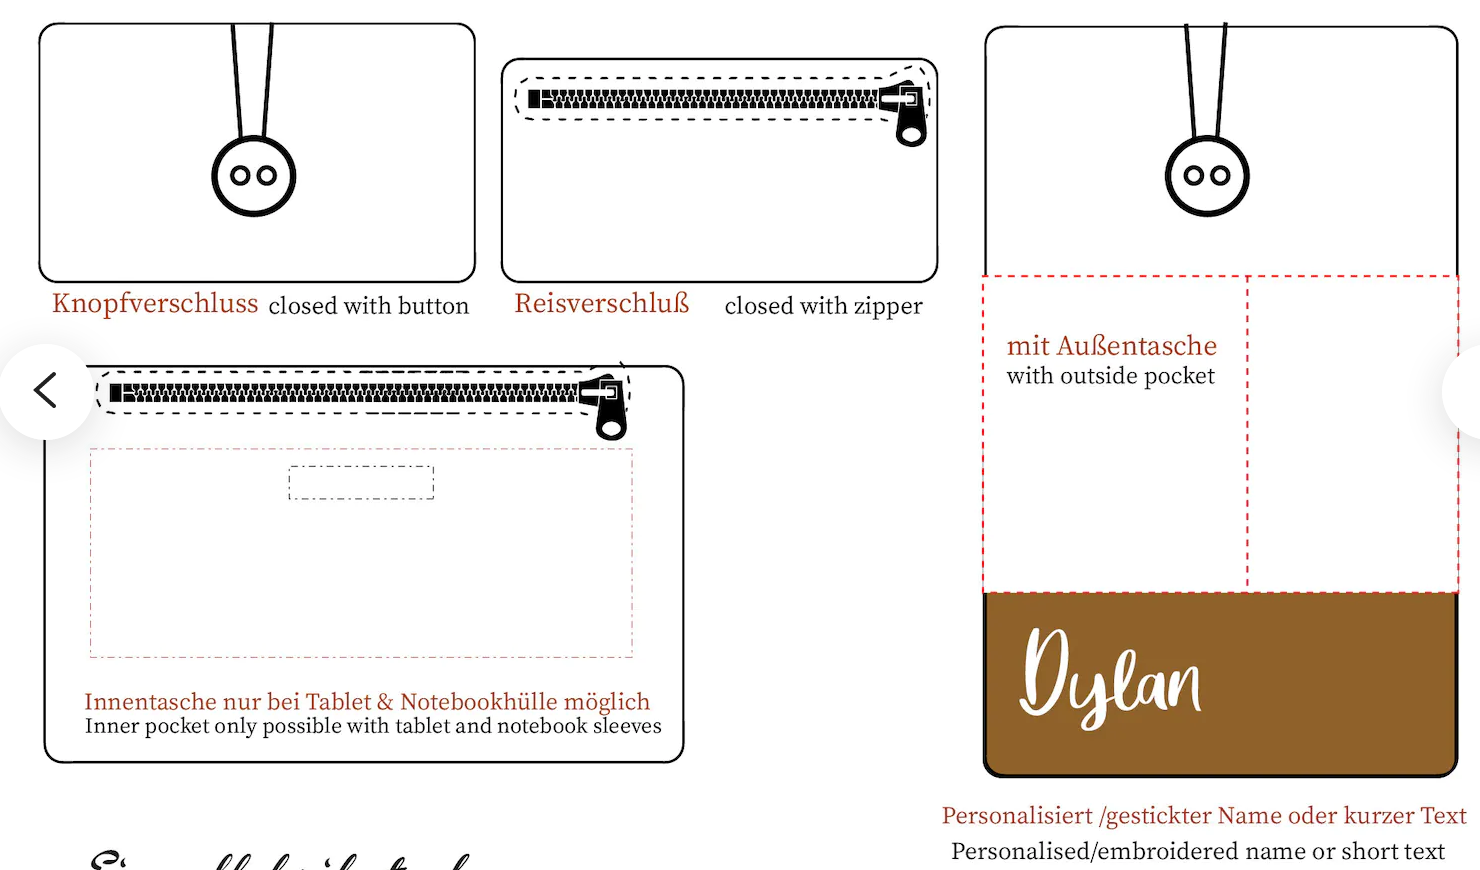 Knopfverschluss closed with button
Reisverschluß closed with zipper
mit Außentasche
with outside pocket
Innentasche nur bei Tablet & Notebookhülle möglich
Inner pocket only possible with tablet and notebook sleeves
Dylan
Personalisiert /gestickter Name oder kurzer Text
Personalised/embroidered name or short text